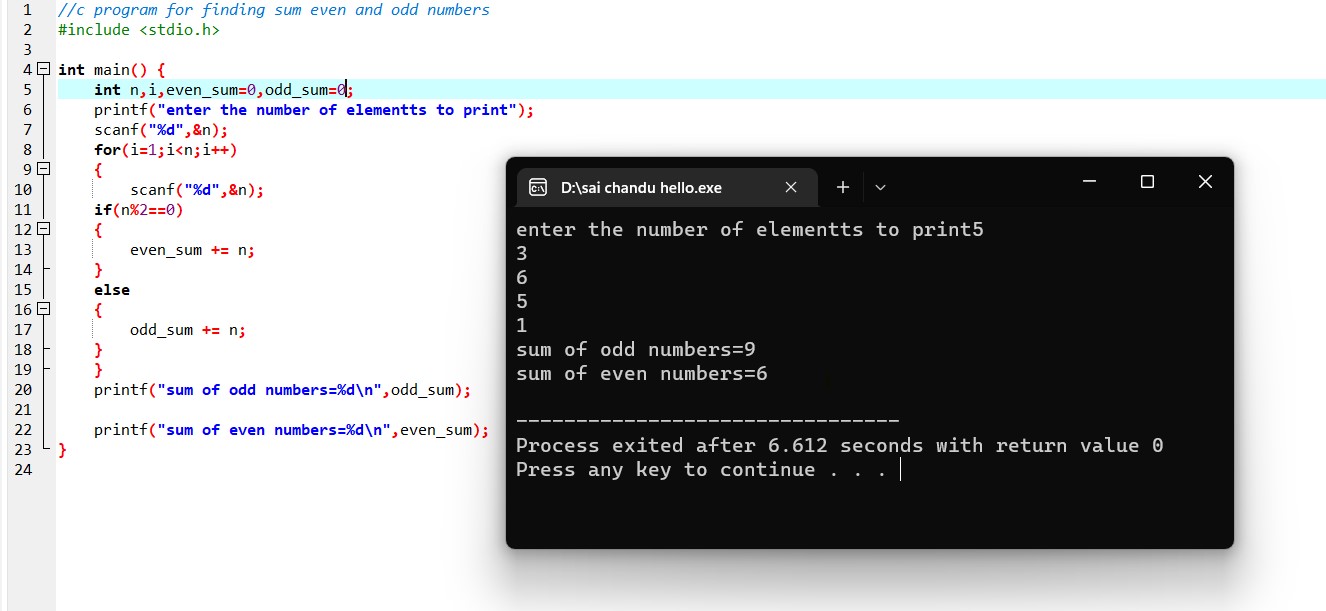 1 //c program for finding sum even and odd numbers
2 #include <stdio.h>
3
4 int main() {
5 int n,i,even_sum=0,odd_sum=0;
6 printf("enter the number of elementts to print");
7 scanf("%d",&n);
8 for(i=1;i<n;i++)
9 {
10 scanf("%d",&n);
11 if(n%2==0)
12 {
13 even_sum += n;
14 }
15 else
16 {
17 odd_sum += n;
18 }
19 }
20 printf("sum of odd numbers=%d\n",odd_sum);
21
22 printf("sum of even numbers=%d\n",even_sum);
23 }
24
D:\sai chandu hello.exe
enter the number of elementts to print5
3
6
5
1
sum of odd numbers=9
sum of even numbers=6
--------------------------------
Process exited after 6.612 seconds with return value 0
Press any key to continue . . .